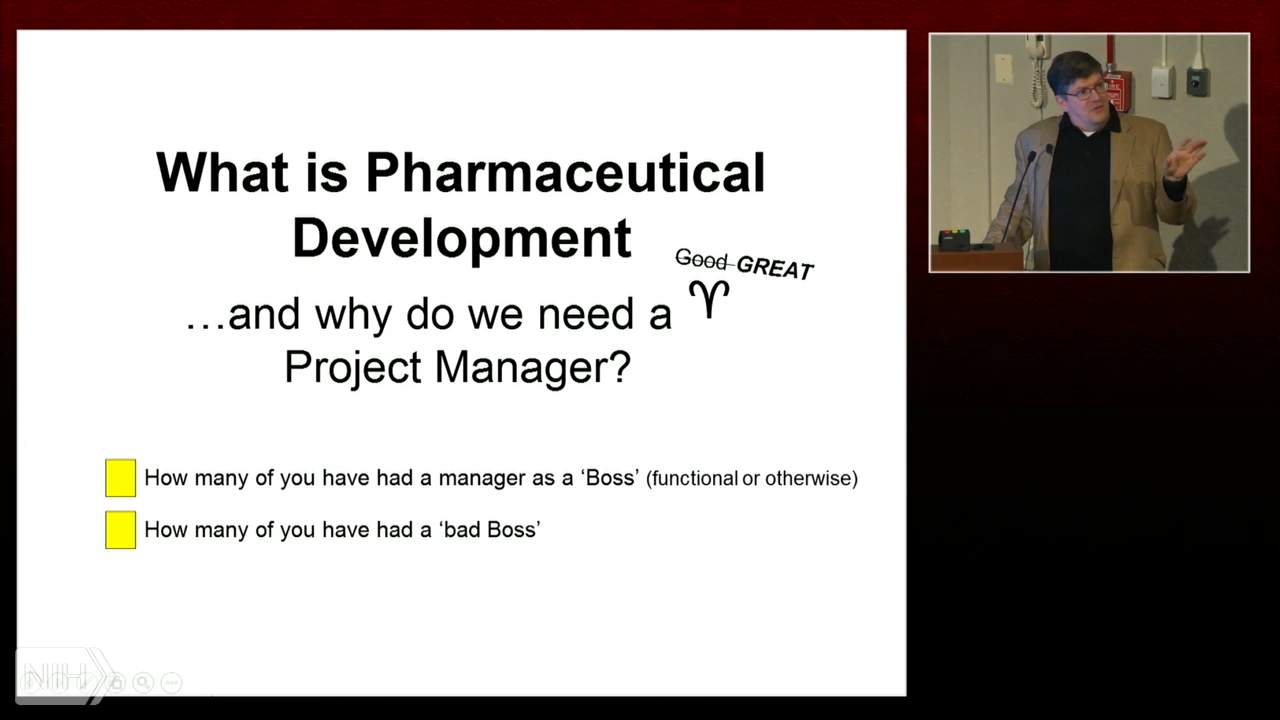 What is Pharmaceutical
Development
Good GREAT
…and why do we need a
Project Manager?
How many of you have had a manager as a ‘Boss’ (functional or otherwise)
How many of you have had a ‘bad Boss’
NIH